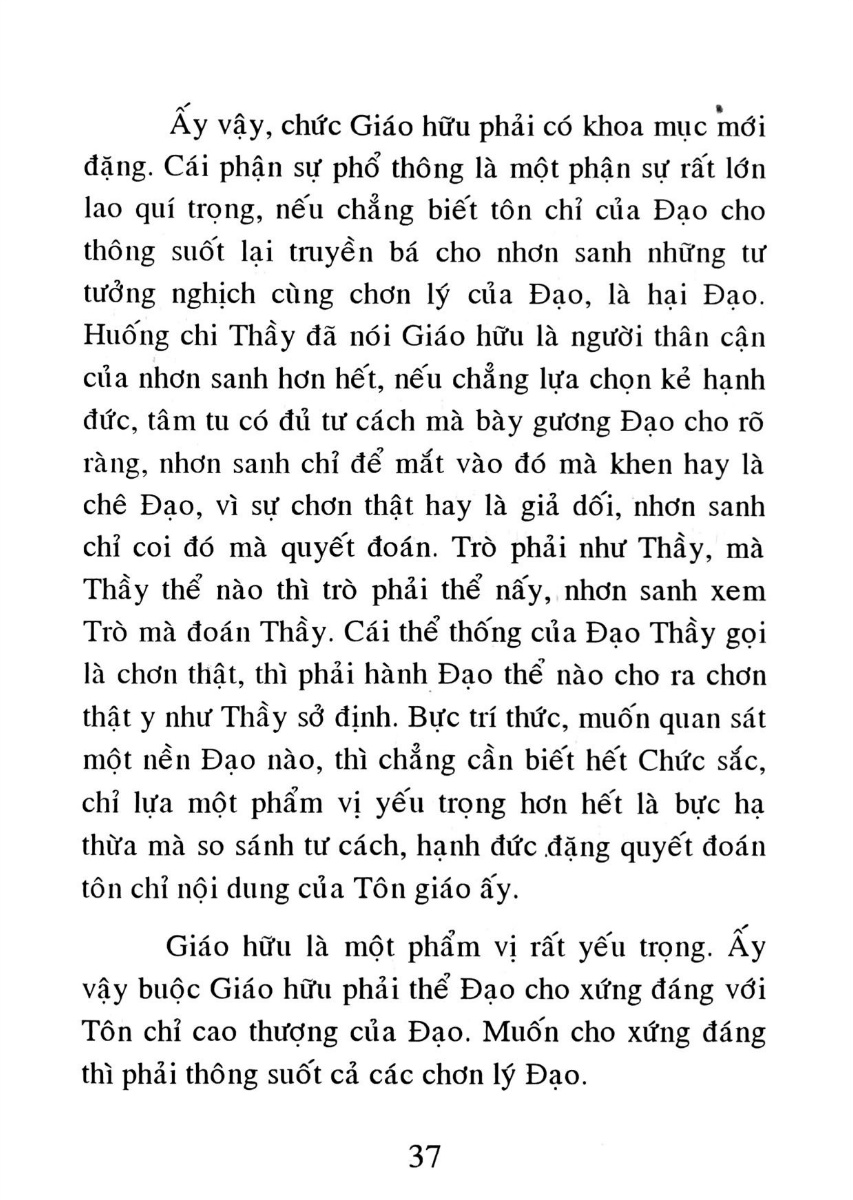 Ấy vậy, chức Giáo hữu phải có khoa mục mới
đặng. Cái phận sự phổ thông là một phận sự rất lớn
lao quí trọng, nếu chẳng biết tôn chỉ của Đạo cho
thông suốt lại truyền bá cho nhơn sanh những tư
tưởng nghịch cùng chơn lý của Đạo, là hại Đạo.
Huống chi Thầy đã nói Giáo hữu là người thân cận
của nhơn sanh hơn hết, nếu chẳng lựa chọn kẻ hạnh
đức, tâm tu có đủ tư cách mà bày gương Đạo cho rõ
ràng, nhơn sanh chỉ để mắt vào đó mà khen hay là
chê Đạo, vì sự chơn thật hay là giả dối, nhơn sanh
chỉ coi đó mà quyết đoán. Trò phải như Thầy, mà
Thầy thể nào thì trò phải thể nấy, nhơn sanh xem
Trò mà đoán Thầy. Cái thể thống của Đạo Thầy gọi
là chơn thật, thì phải hành Đạo thể nào cho ra chơn
thật y như Thầy sở định. Bực trí thức, muốn quan sát
một nền Đạo nào, thì chẳng cần biết hết Chức sắc,
chỉ lựa một phẩm vị yếu trọng hơn hết là bực hạ
thừa mà so sánh tư cách, hạnh đức đặng quyết đoán
tôn chỉ nội dung của Tôn giáo ấy.
Giáo hữu là một phẩm vị rất yếu trọng. Ấy
vậy buộc Giáo hữu phải thể Đạo cho xứng đáng với
Tôn chỉ cao thượng của Đạo. Muốn cho xứng đáng
thì phải thông suốt cả các chơn lý Đạo.
37